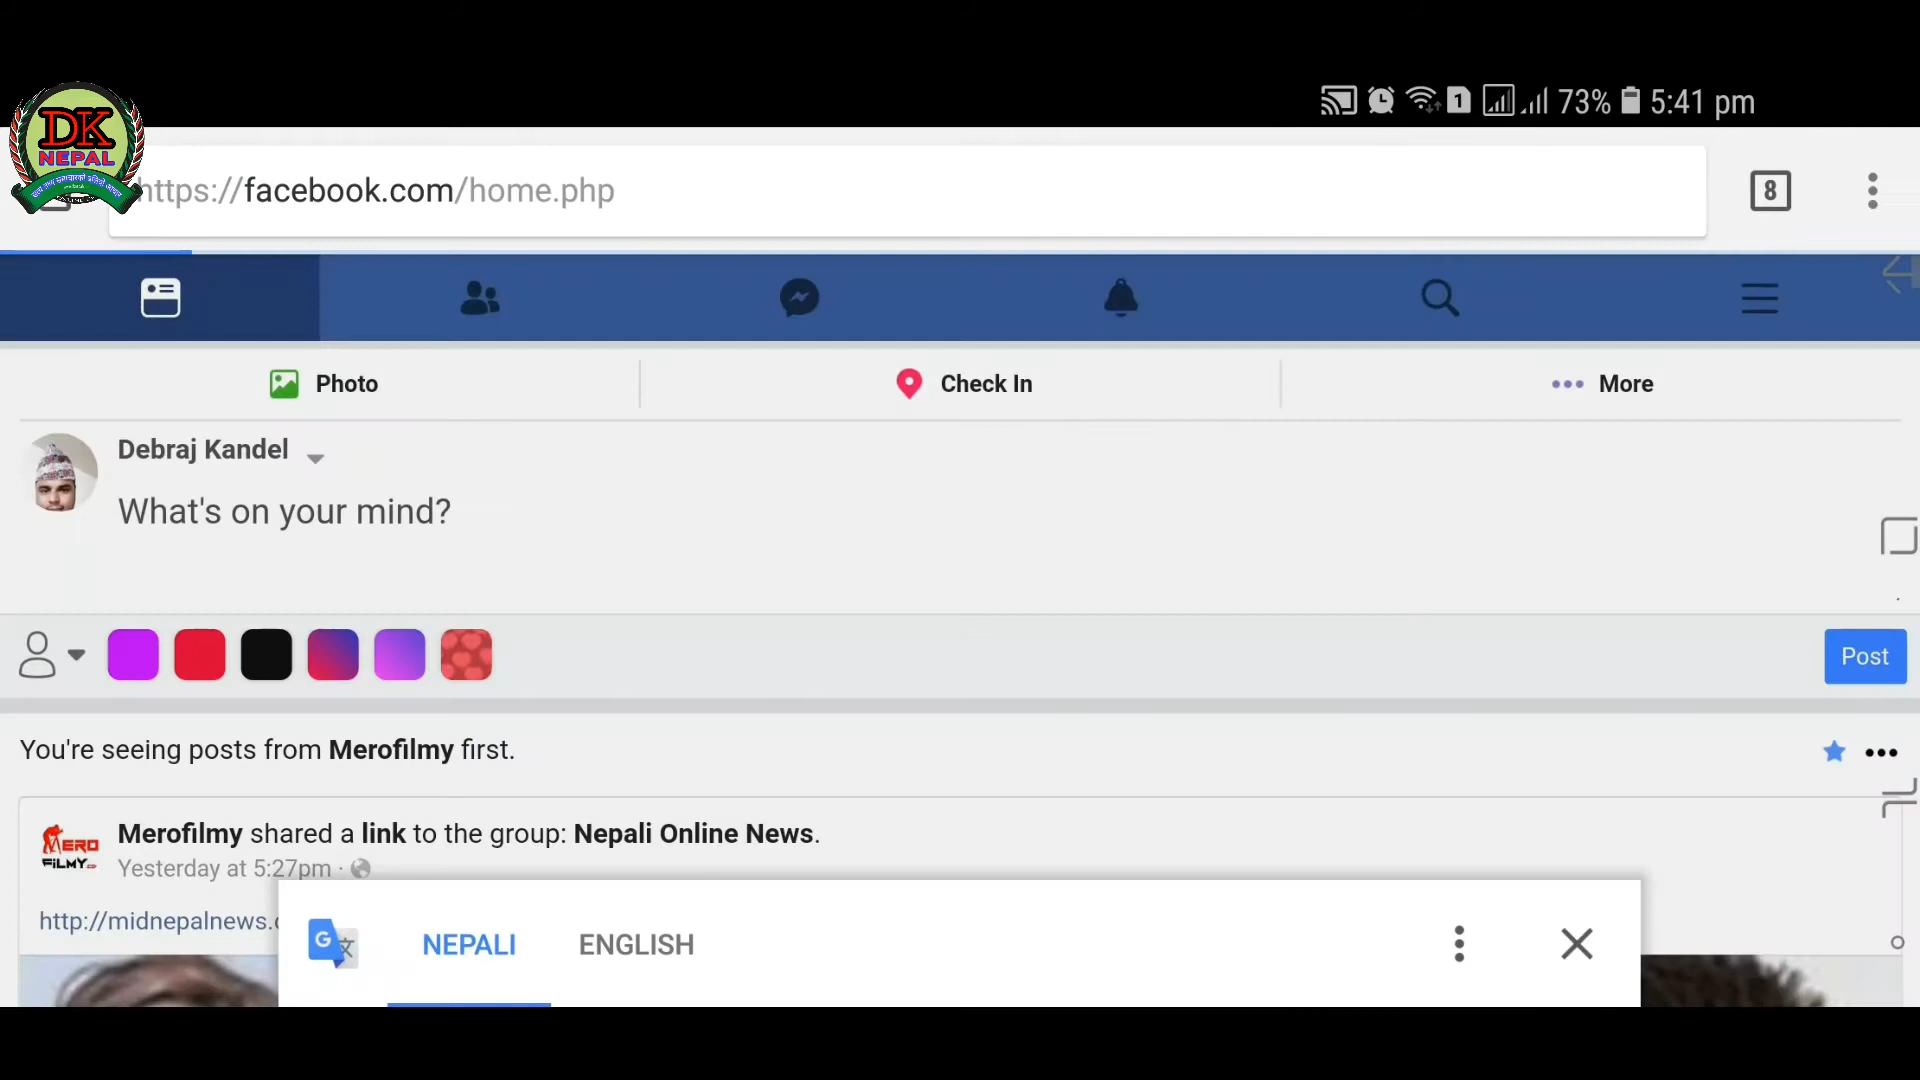 73% 5:41 pm
DK
NEPAL
https://facebook.com/home.php
8
Photo
Check In
More
Debraj Kandel
What's on your mind?
Post
You're seeing posts from Merofilmy first.
MERO
FILMY
Merofilmy shared a link to the group: Nepali Online News.
Yesterday at 5:27pm ·
http://midnepalnews.
NEPALI
ENGLISH